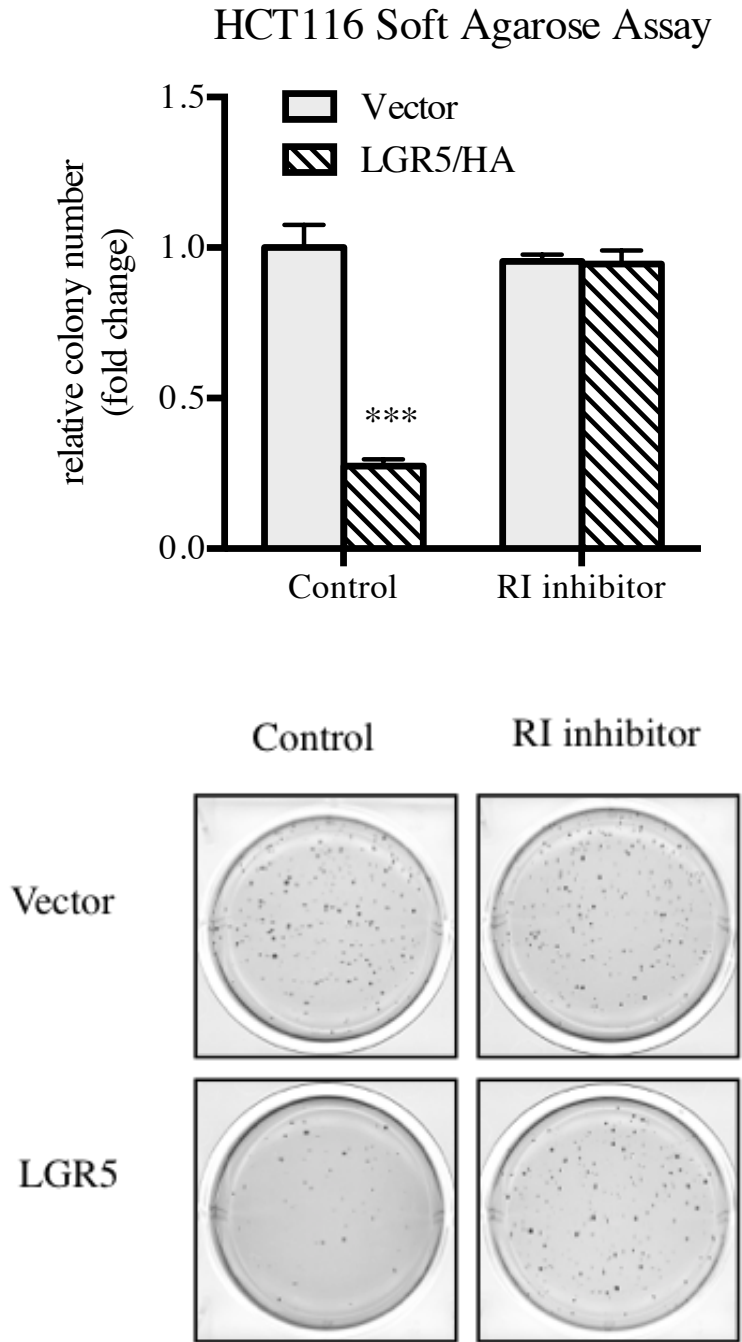 HCT116 Soft Agarose Assay
1.5
Vector
LGR5/HA
relative colony number
(fold change)
1.0
0.5
***
0.0
Control RI inhibitor
Control RI inhibitor
Vector
LGR5